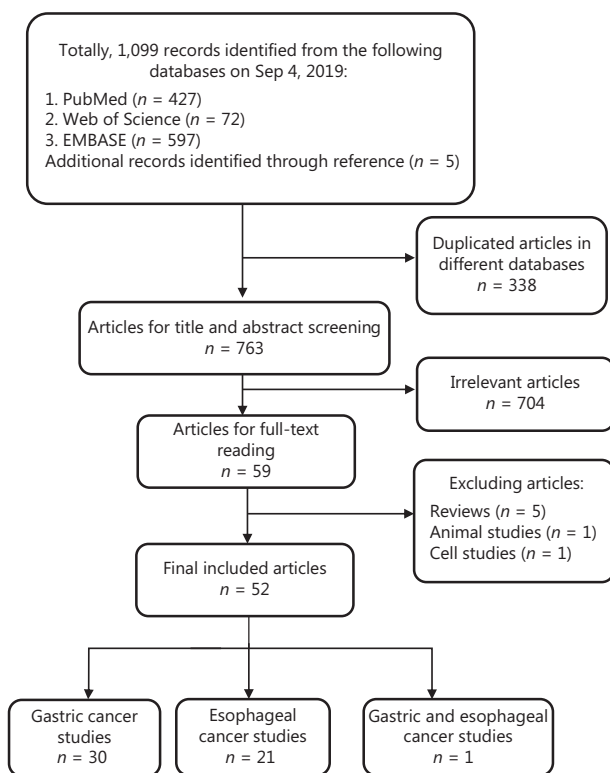 Totally, 1,099 records identified from the following
databases on Sep 4, 2019:
1. PubMed (n = 427)
2. Web of Science (n = 72)
3. EMBASE (n = 597)
Additional records identified through reference (n = 5)
Duplicated articles in
different databases
n = 338
Articles for title and abstract screening
n = 763
Irrelevant articles
n = 704
Articles for full-text
reading
n = 59
Excluding articles:
Reviews (n = 5)
Animal studies (n = 1)
Cell studies (n = 1)
Final included articles
n = 52
Gastric cancer
studies
n = 30
Esophageal
cancer studies
n = 21
Gastric and esophageal
cancer studies
n = 1